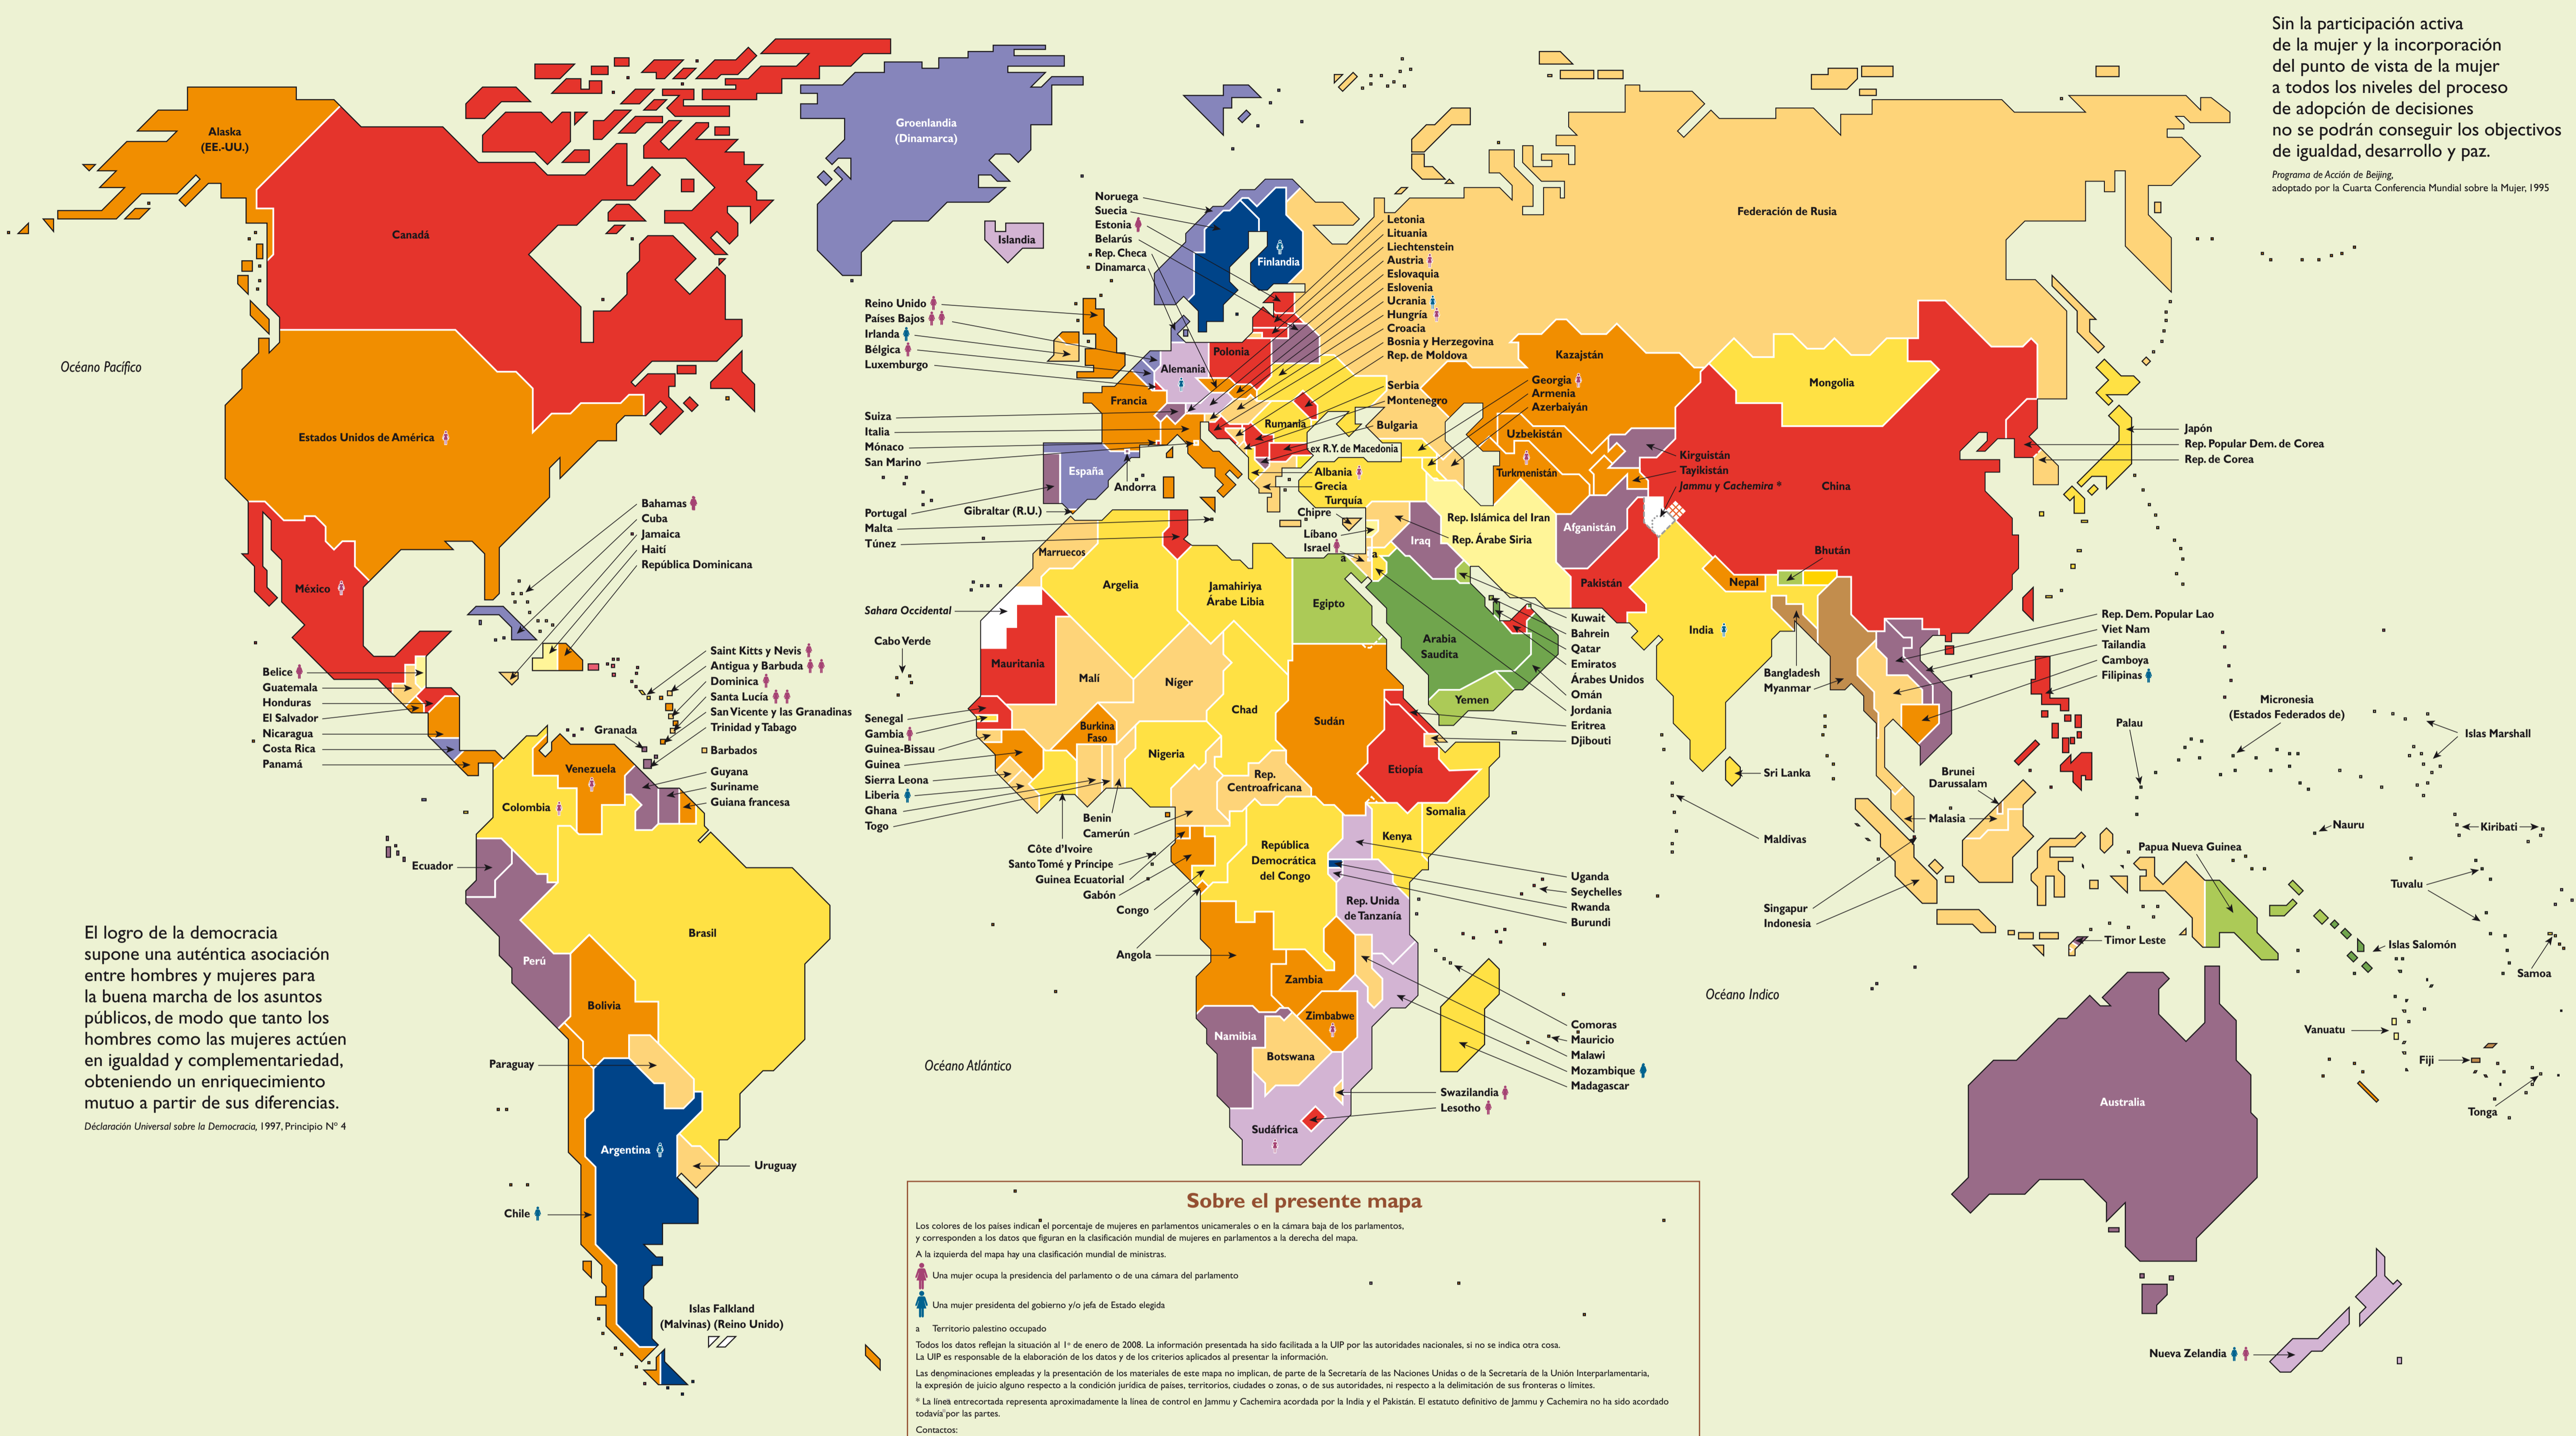 Sin la participación activa
de la mujer y la incorporación
del punto de vista de la mujer
a todos los niveles del proceso
de adopción de decisiones
no se podrán conseguir los objetivos
de igualdad, desarrollo y paz.
Programa de Acción de Beijing,
adoptado por la Cuarta Conferencia Mundial sobre la Mujer, 1995
Alaska
(EE.-UU.)
Canadá
Groenlandia
(Dinamarca)
Islandia
Océano Pacífico
Estados Unidos de América
México
Bahamas
Cuba
Jamaica
Haití
República Dominicana
Belice
Guatemala
Honduras
El Salvador
Nicaragua
Costa Rica
Panamá
Saint Kitts y Nevis
Antigua y Barbuda
Dominica
Santa Lucía
San Vicente y las Granadinas
Trinidad y Tabago
Granada
Barbados
Guyana
Suriname
Guiana francesa
Venezuela
Colombia
Ecuador
Brasil
Perú
Bolivia
Paraguay
Argentina
Uruguay
Chile
Islas Falkland
(Malvinas) (Reino Unido)
El logro de la democracia
supone una auténtica asociación
entre hombres y mujeres para
la buena marcha de los asuntos
públicos, de modo que tanto los
hombres como las mujeres actúen
en igualdad y complementariedad,
obteniendo un enriquecimiento
mutuo a partir de sus diferencias.
Déclaración Universal sobre la Democracia, 1997, Principio Nº 4
Noruega
Suecia
Estonia
Belarús
Rep. Checa
Dinamarca
Finlandia
Reino Unido
Países Bajos
Irlanda
Bélgica
Luxemburgo
Suiza
Italia
Mónaco
San Marino
Portugal
Malta
Túnez
Letonia
Lituania
Liechtenstein
Austria
Eslovaquia
Eslovenia
Ucrania
Hungría
Croacia
Bosnia y Herzegovina
Rep. de Moldova
Serbia
Montenegro
Bulgaria
ex R.Y. de Macedonia
Albania
Grecia
Turquía
Polonia
Alemania
Francia
Rumania
España
Andorra
Gibraltar (R.U.)
Chipre
Líbano
Israel
a
a
Federación de Rusia
Kazajstán
Georgia
Armenia
Azerbaiyán
Uzbekistán
Turkmenistán
Kirguistán
Tayikistán
Jammu y Cachemira *
Mongolia
China
Japón
Rep. Popular Dem. de Corea
Rep. de Corea
Rep. Islámica del Iran
Rep. Árabe Siria
Iraq
Afganistán
Pakistán
Nepal
Bhután
India
Bangladesh
Myanmar
Sri Lanka
Maldivas
Kuwait
Bahrein
Qatar
Emiratos
Árabes Unidos
Omán
Jordania
Eritrea
Djibouti
Arabia
Saudita
Yemen
Marruecos
Argelia
Jamahiriya
Árabe Libia
Egipto
Sahara Occidental
Cabo Verde
Mauritania
Malí
Níger
Chad
Sudán
Burkina
Faso
Nigeria
Senegal
Gambia
Guinea-Bissau
Guinea
Sierra Leona
Liberia
Ghana
Togo
Benin
Camerún
Côte d'Ivoire
Santo Tomé y Príncipe
Guinea Ecuatorial
Gabón
Congo
Angola
Rep.
Centroafricana
Etiopía
Somalia
Kenya
República
Democrática
del Congo
Uganda
Seychelles
Rwanda
Burundi
Rep. Unida
de Tanzanía
Zambia
Zimbabwe
Namibia
Botswana
Sudáfrica
Comoras
Mauricio
Malawi
Mozambique
Madagascar
Swazilandia
Lesotho
Océano Atlántico
Océano Indico
Rep. Dem. Popular Lao
Viet Nam
Tailandia
Camboya
Filipinas
Micronesia
(Estados Federados de)
Palau
Islas Marshall
Brunei
Darussalam
Malasia
Nauru
Kiribati
Papua Nueva Guinea
Tuvalu
Singapur
Indonesia
Timor Leste
Islas Salomón
Samoa
Vanuatu
Fiji
Tonga
Australia
Nueva Zelandia
Sobre el presente mapa
Los colores de los países indican el porcentaje de mujeres en parlamentos unicamerales o en la cámara baja de los parlamentos,
y corresponden a los datos que figuran en la clasificación mundial de mujeres en parlamentos a la derecha del mapa.
A la izquierda del mapa hay una clasificación mundial de ministras.
Una mujer ocupa la presidencia del parlamento o de una cámara del parlamento
Una mujer presidenta del gobierno y/o jefa de Estado elegida
a Territorio palestino occupado
Todos los datos reflejan la situación al 1º de enero de 2008. La información presentada ha sido facilitada a la UIP por las autoridades nacionales, si no se indica otra cosa.
La UIP es responsable de la elaboración de los datos y de los criterios aplicados al presentar la información.
Las denominaciones empleadas y la presentación de los materiales de este mapa no implican, de parte de la Secretaría de las Naciones Unidas o de la Secretaría de la Unión Interparlamentaria,
la expresión de juicio alguno respecto a la condición jurídica de países, territorios, ciudades o zonas, o de sus autoridades, ni respecto a la delimitación de sus fronteras o límites.
* La línea entrecortada representa aproximadamente la línea de control en Jammu y Cachemira acordada por la India y el Pakistán. El estatuto definitivo de Jammu y Cachemira no ha sido acordado
todavía por las partes.
Contactos: